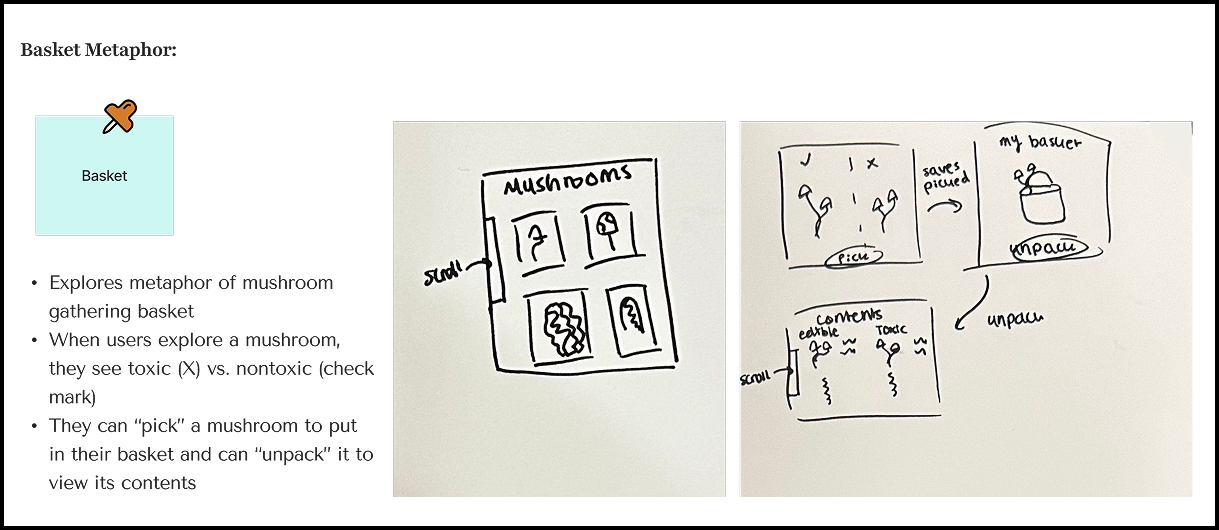 Basket Metaphor:
Basket
• Explores metaphor of mushroom
gathering basket
• When users explore a mushroom,
they see toxic (X) vs. nontoxic (check
mark)
• They can “pick” a mushroom to put
in their basket and can “unpack” it to
view its contents
MUSHROOMS
scroll
✓ | X
pick
saves
picked
my basket
unpack
unpack
contents
edible Toxic
scroll